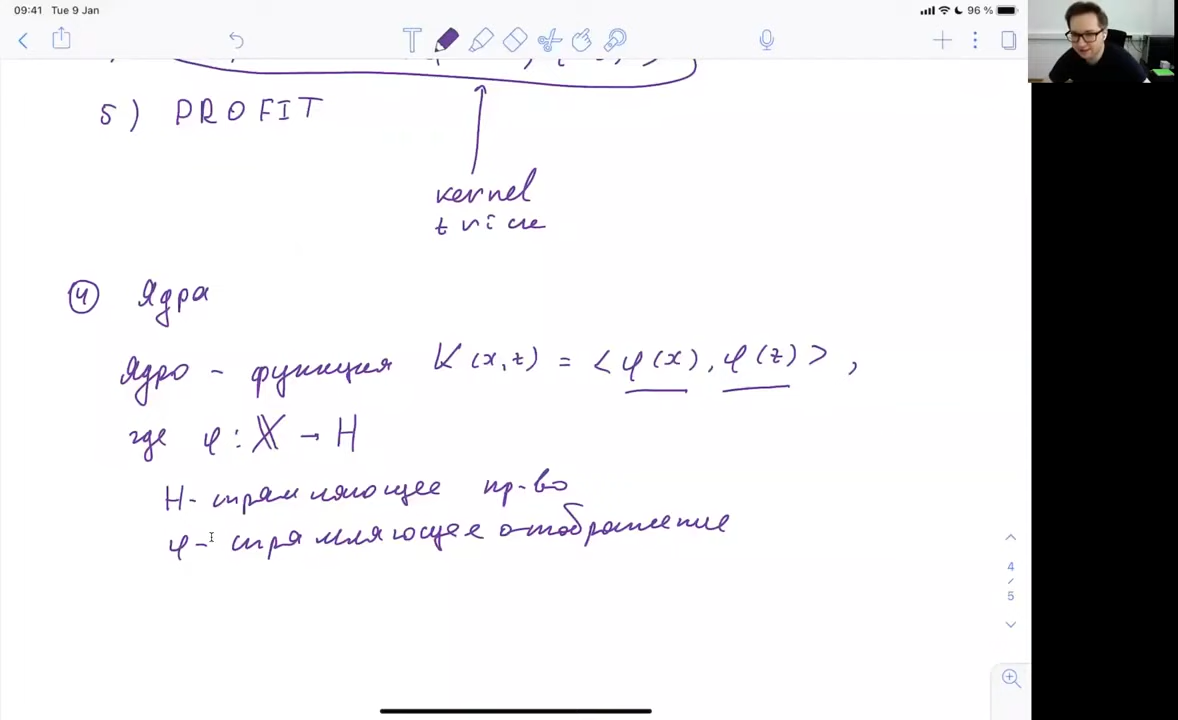 09:41 Tue 9 Jan
96 %
5) PROFIT
kernel
trick
④ Ядра
Ядро - функция K(x,z) = <φ(x), φ(z)>,
где φ: 𝕏 → H
H - спрямляющее пр-во
φ - спрямляющее отображение
4
/
5